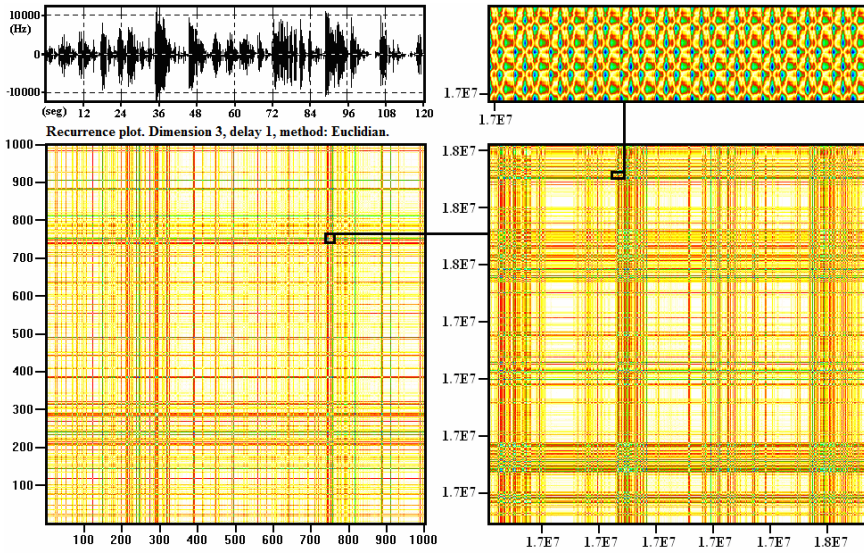 10000
(Hz)
0
-10000
(seg) 12 24 36 48 60 72 84 96 108 120
1.7E7
1.7E7
Recurrence plot. Dimension 3, delay 1, method: Euclidian.
1000
900
800
700
600
500
400
300
200
100
100 200 300 400 500 600 700 800 900 1000
1.8E7
1.8E7
1.8E7
1.7E7
1.7E7
1.7E7
1.7E7
1.7E7 1.7E7 1.7E7 1.7E7 1.7E7 1.8E7